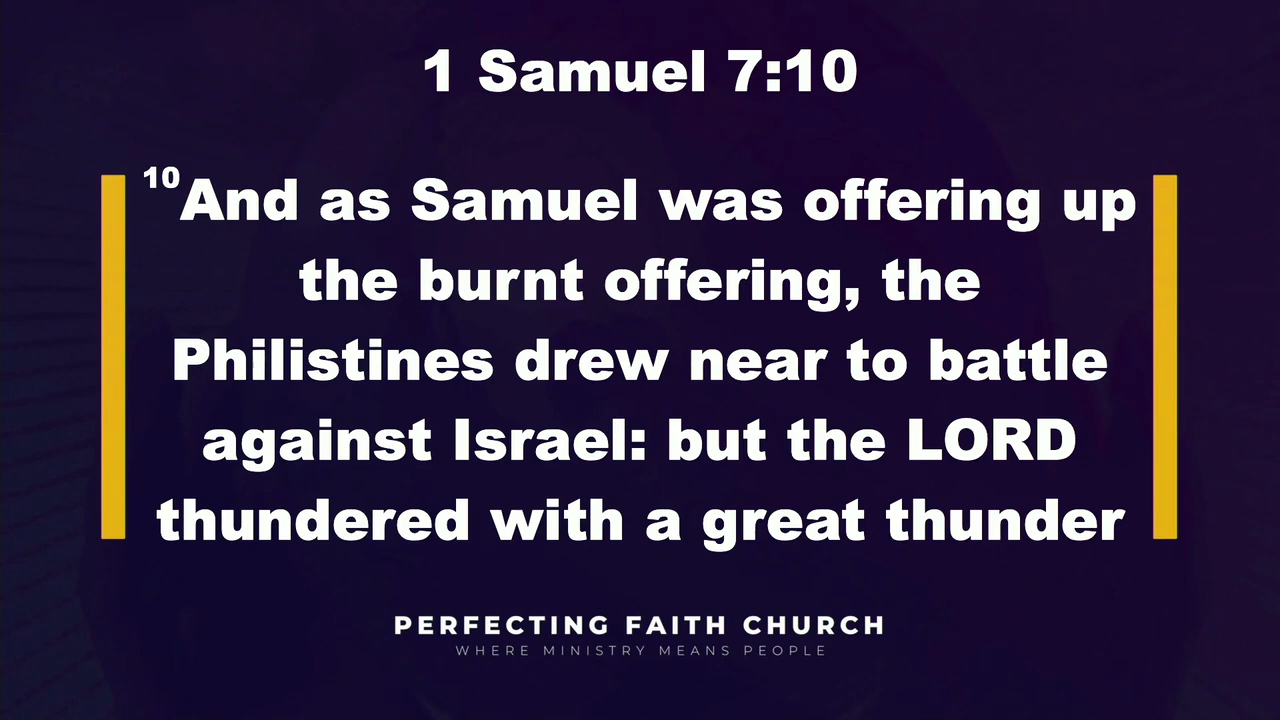 1 Samuel 7:10
10And as Samuel was offering up
the burnt offering, the
Philistines drew near to battle
against Israel: but the LORD
thundered with a great thunder
PERFECTING FAITH CHURCH
WHERE MINISTRY MEANS PEOPLE